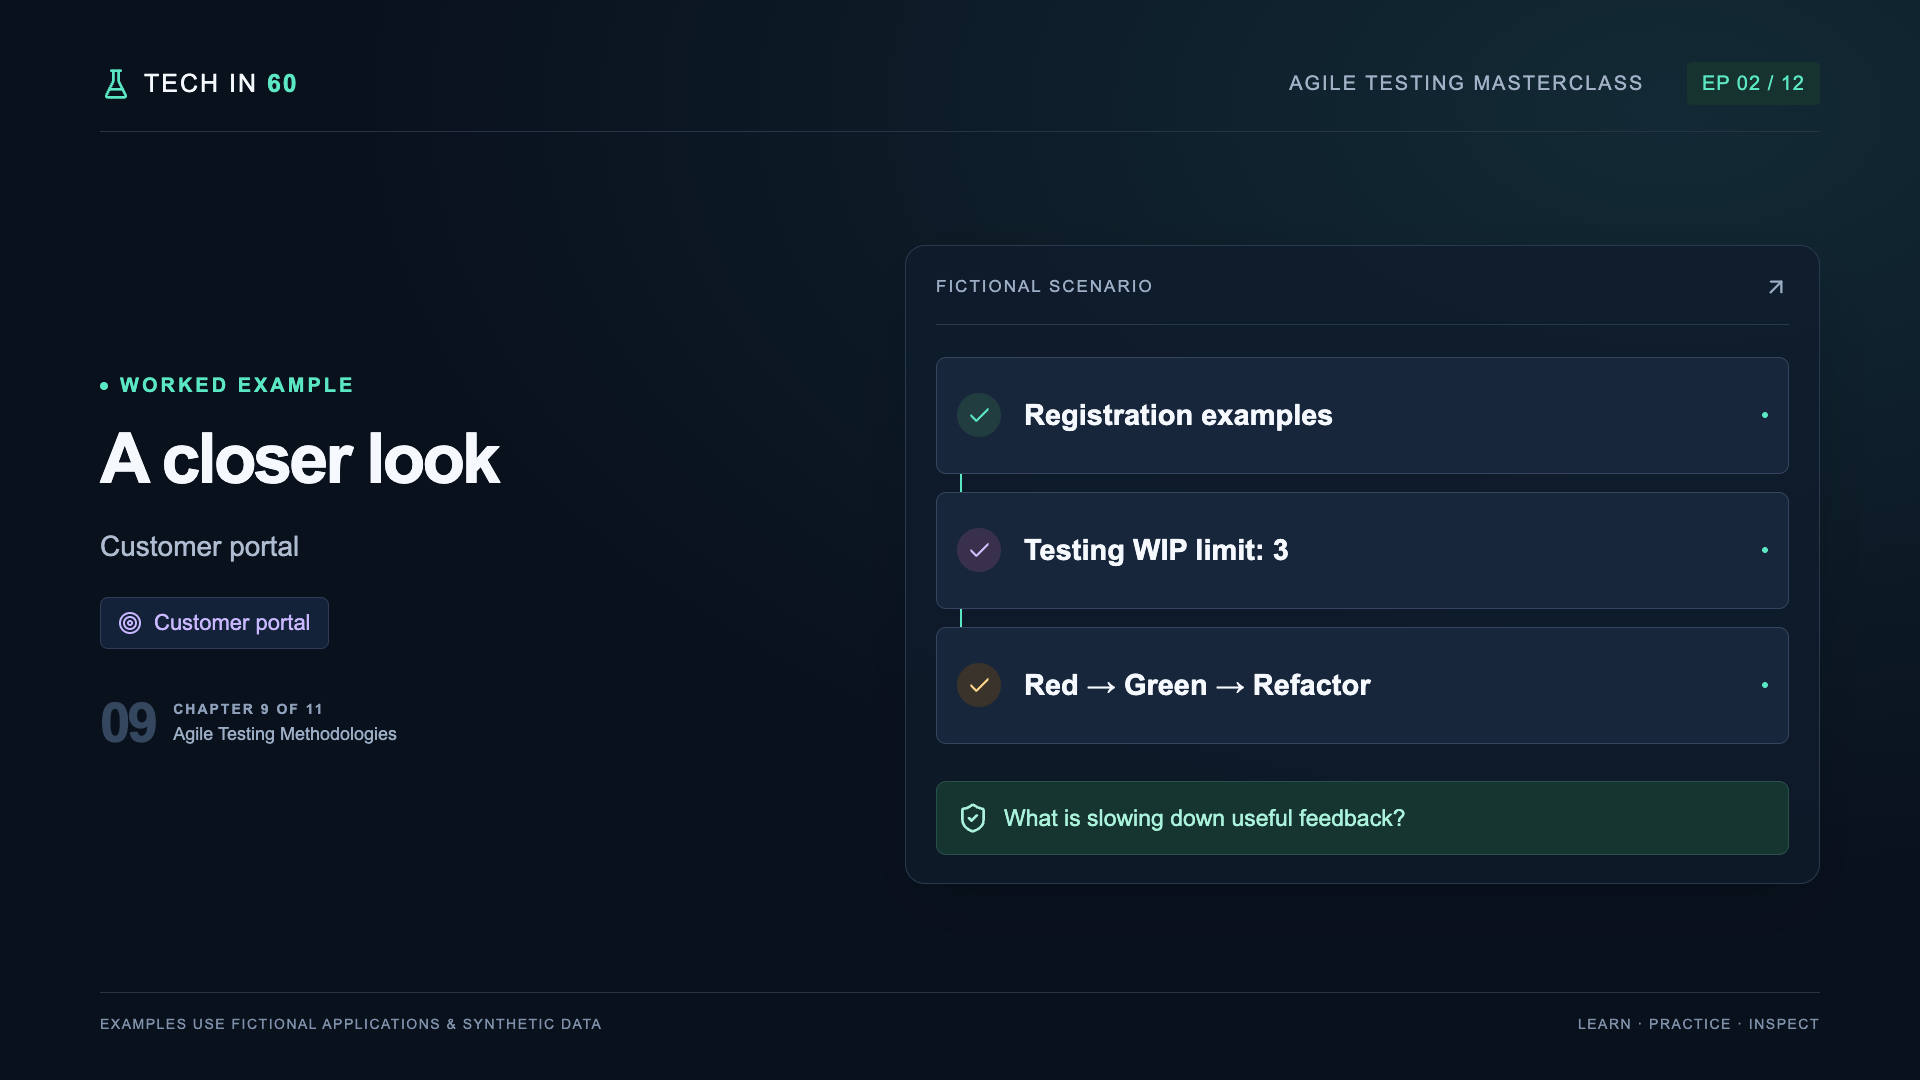 TECH IN 60
AGILE TESTING MASTERCLASS
EP 02 / 12
WORKED EXAMPLE
A closer look
Customer portal
Customer portal
09
CHAPTER 9 OF 11
Agile Testing Methodologies
FICTIONAL SCENARIO
Registration examples
Testing WIP limit: 3
Red → Green → Refactor
What is slowing down useful feedback?
EXAMPLES USE FICTIONAL APPLICATIONS & SYNTHETIC DATA
LEARN · PRACTICE · INSPECT